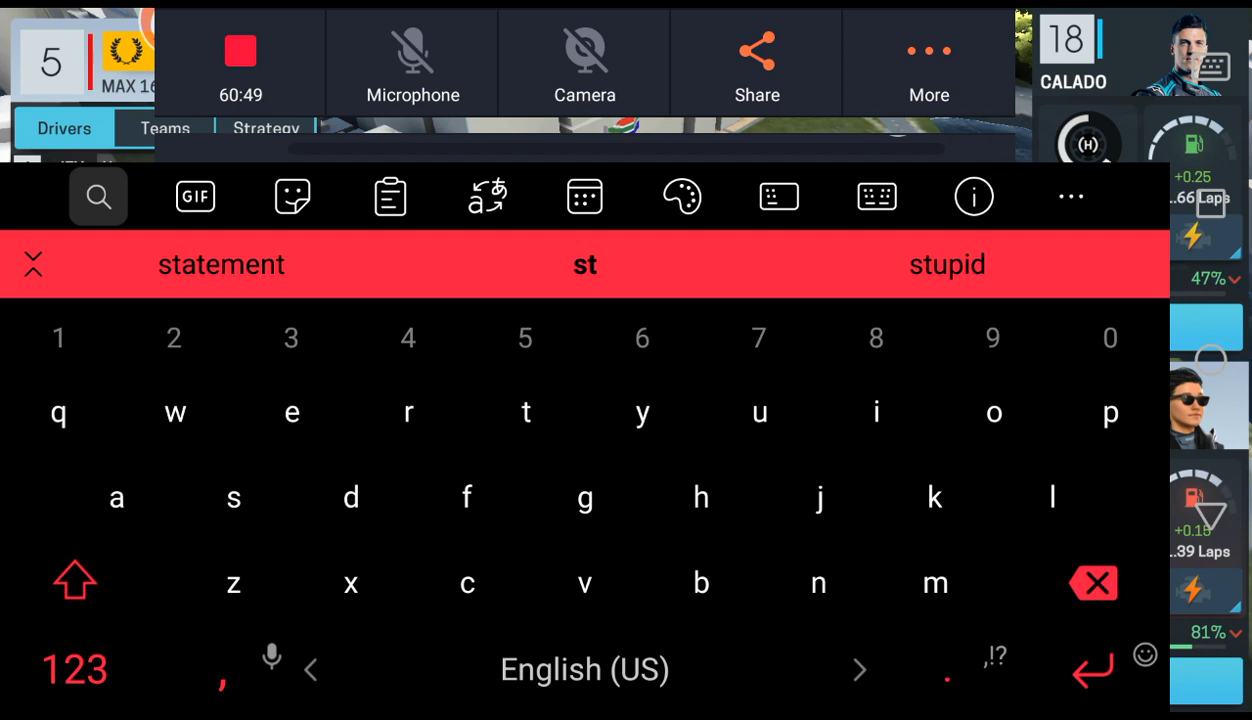 5
MAX 16
60:49
Microphone
Camera
Share
More
18
CALADO
Drivers
Teams
Strategy
(H)
+0.25
..66 Laps
47%
GIF
statement
st
stupid
1 2 3 4 5 6 7 8 9 0
q w e r t y u i o p
a s d f g h j k l
z x c v b n m
123
,
English (US)
.
,!?
+0.15
..39 Laps
81%